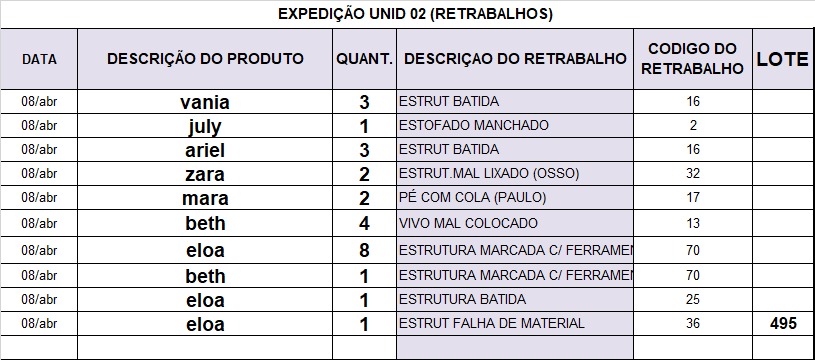 EXPEDIÇÃO UNID 02 (RETRABALHOS)
DATA DESCRIÇÃO DO PRODUTO QUANT. DESCRIÇAO DO RETRABALHO CODIGO DO RETRABALHO LOTE
08/abr vania 3 ESTRUT BATIDA 16
08/abr july 1 ESTOFADO MANCHADO 2
08/abr ariel 3 ESTRUT BATIDA 16
08/abr zara 2 ESTRUT.MAL LIXADO (OSSO) 32
08/abr mara 2 PÉ COM COLA (PAULO) 17
08/abr beth 4 VIVO MAL COLOCADO 13
08/abr eloa 8 ESTRUTURA MARCADA C/ FERRAMEN 70
08/abr beth 1 ESTRUTURA MARCADA C/ FERRAMEN 70
08/abr eloa 1 ESTRUTURA BATIDA 25
08/abr eloa 1 ESTRUT FALHA DE MATERIAL 36 495